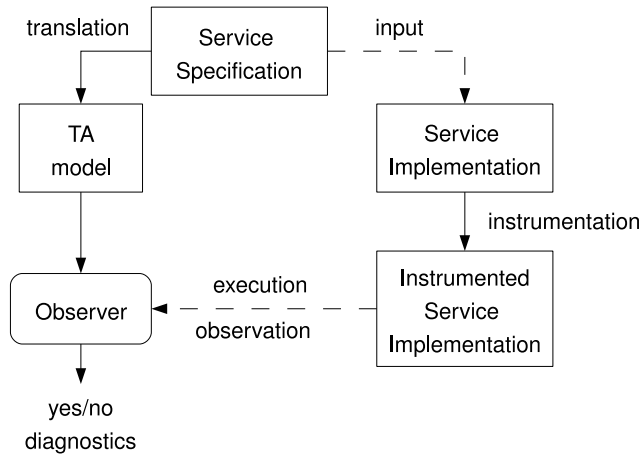 translation
Service
Specification
input
TA
model
Service
Implementation
instrumentation
Observer
execution
observation
Instrumented
Service
Implementation
yes/no
diagnostics